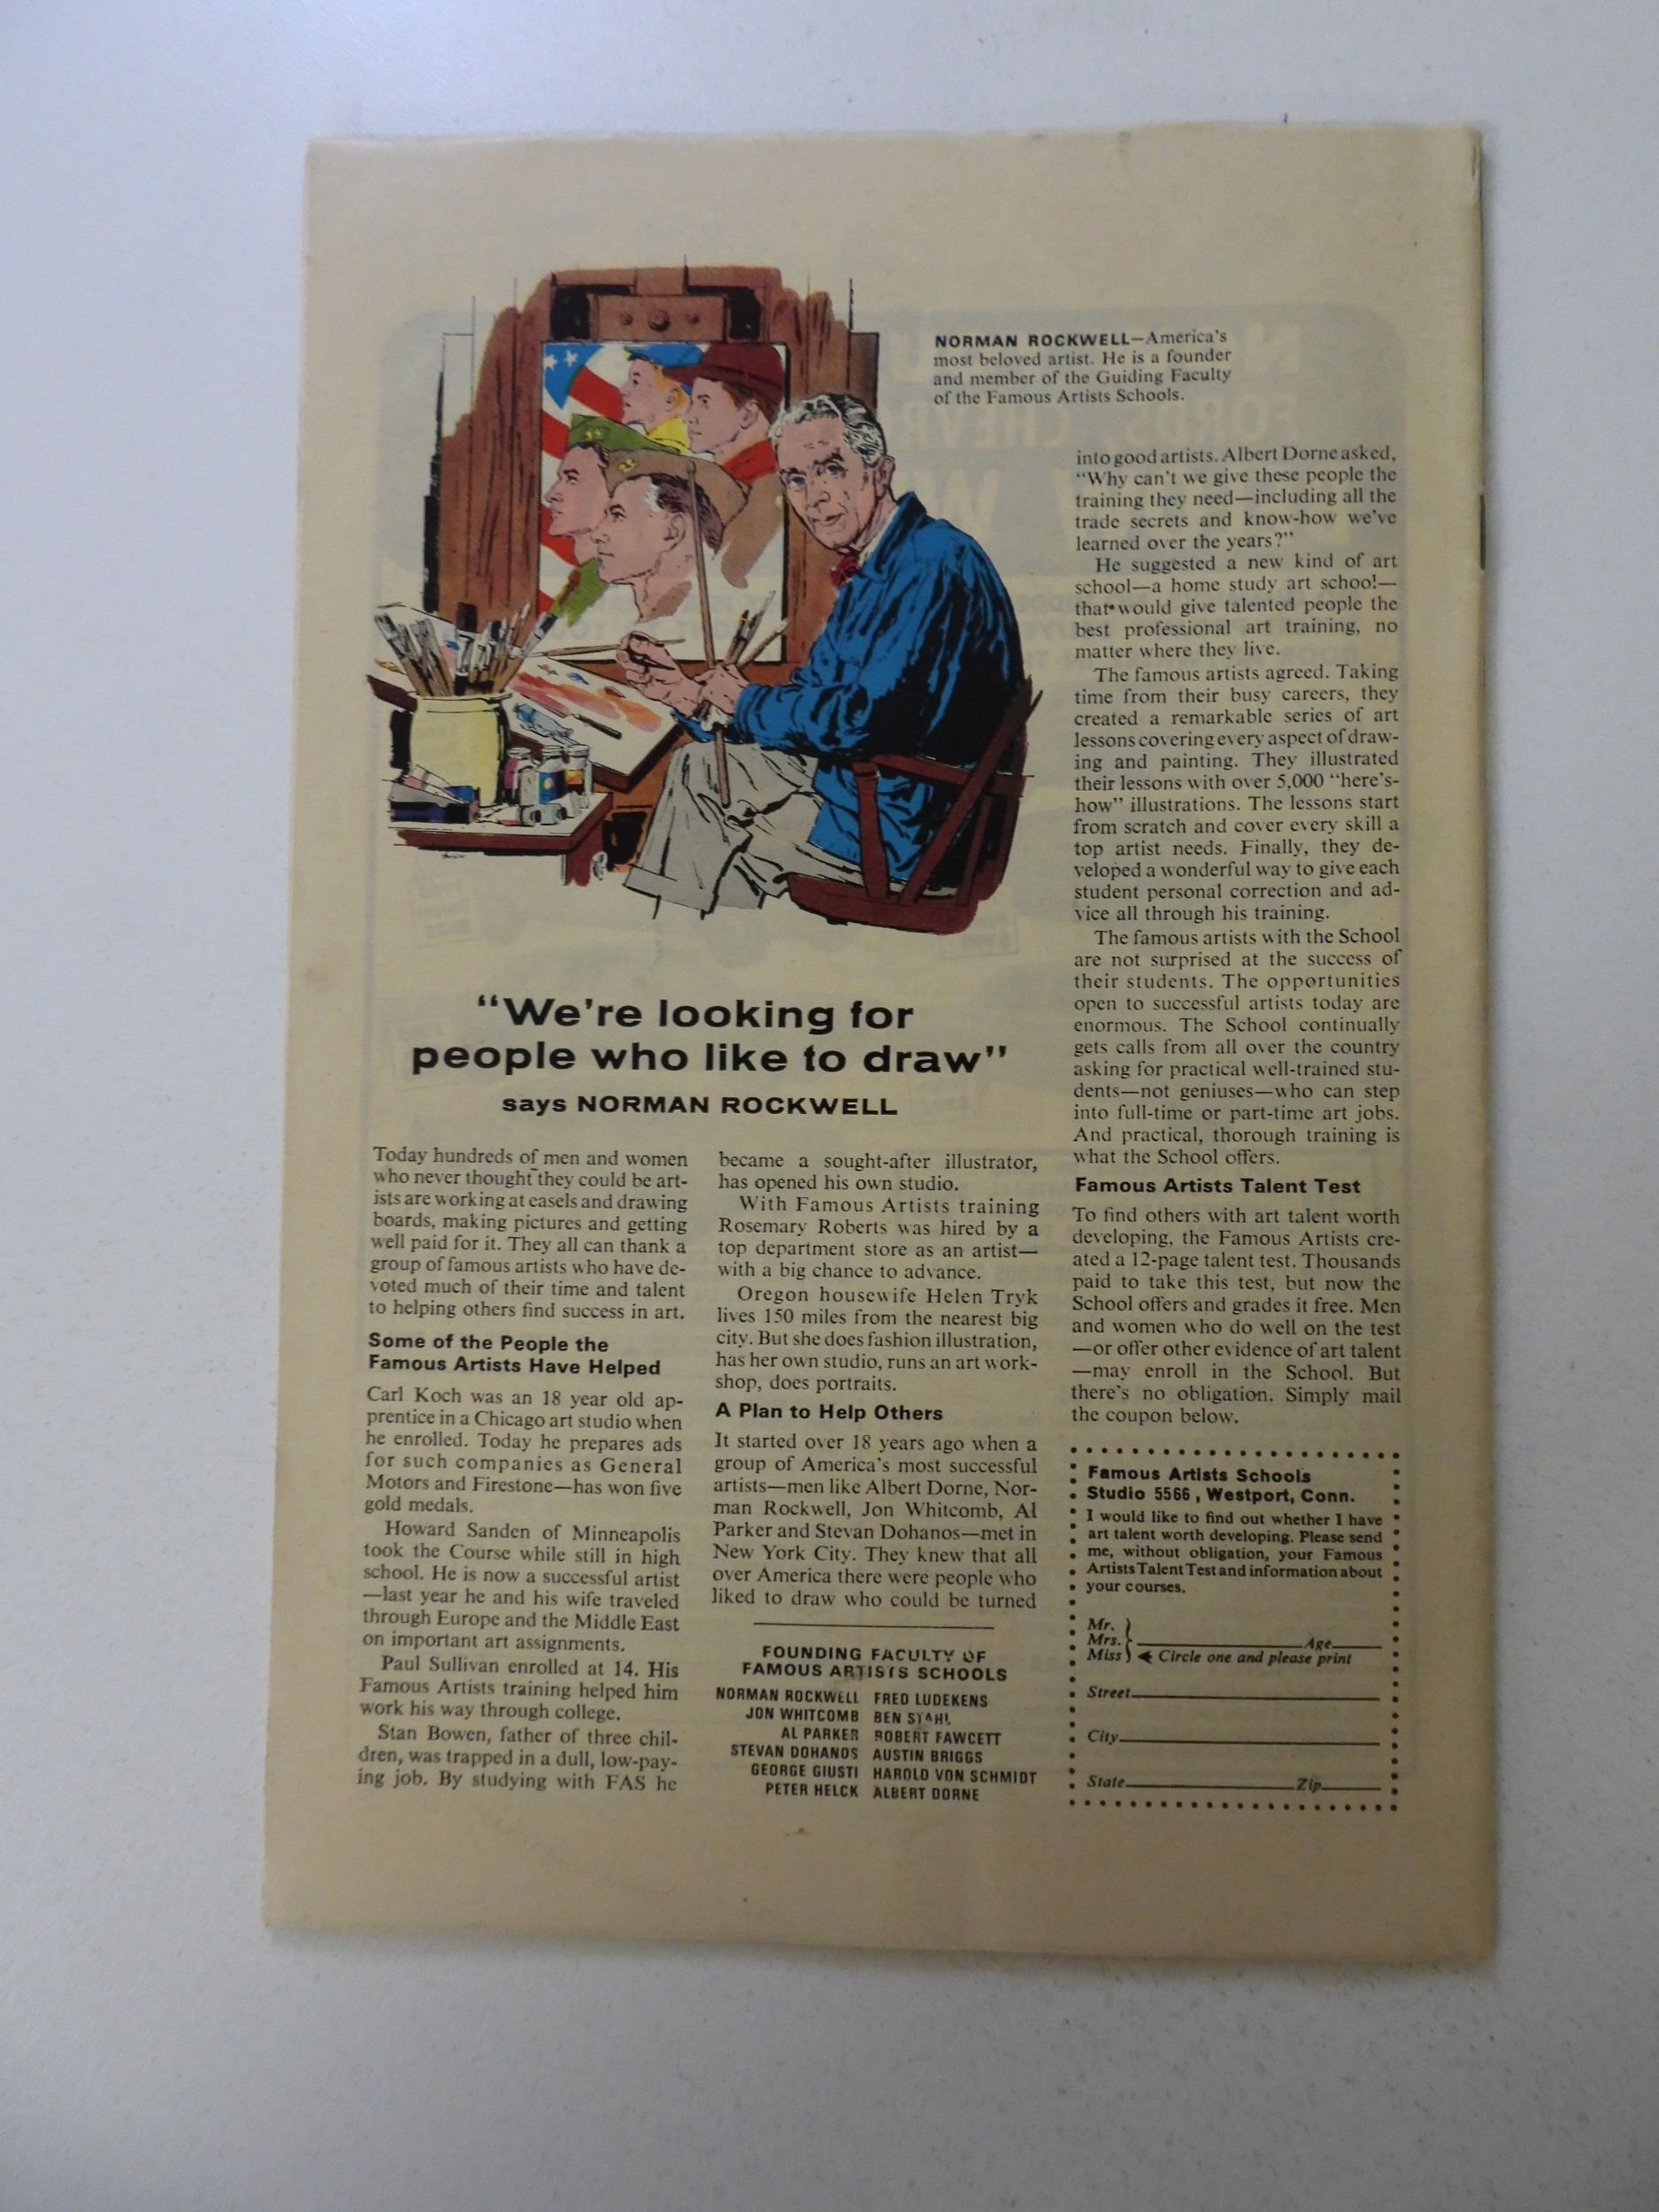 NORMAN ROCKWELL—America's
most beloved artist. He is a founder
and member of the Guiding Faculty
of the Famous Artists Schools.
"We're looking for
people who like to draw"
says NORMAN ROCKWELL
Today hundreds of men and women
who never thought they could be art-
ists are working at easels and drawing
boards, making pictures and getting
well paid for it. They all can thank a
group of famous artists who have de-
voted much of their time and talent
to helping others find success in art.
Some of the People the
Famous Artists Have Helped
Carl Koch was an 18 year old ap-
prentice in a Chicago art studio when
he enrolled. Today he prepares ads
for such companies as General
Motors and Firestone—has won five
gold medals.
Howard Sanden of Minneapolis
took the Course while still in high
school. He is now a successful artist
—last year he and his wife traveled
through Europe and the Middle East
on important art assignments.
Paul Sullivan enrolled at 14. His
Famous Artists training helped him
work his way through college.
Stan Bowen, father of three chil-
dren, was trapped in a dull, low-pay-
ing job. By studying with FAS he
became a sought-after illustrator,
has opened his own studio.
With Famous Artists training
Rosemary Roberts was hired by a
top department store as an artist—
with a big chance to advance.
Oregon housewife Helen Tryk
lives 150 miles from the nearest big
city. But she does fashion illustration,
has her own studio, runs an art work-
shop, does portraits.
A Plan to Help Others
It started over 18 years ago when a
group of America's most successful
artists—men like Albert Dorne, Nor-
man Rockwell, Jon Whitcomb, Al
Parker and Stevan Dohanos—met in
New York City. They knew that all
over America there were people who
liked to draw who could be turned
into good artists. Albert Dorne asked,
"Why can't we give these people the
training they need—including all the
trade secrets and know-how we've
learned over the years?"
He suggested a new kind of art
school—a home study art school—
that would give talented people the
best professional art training, no
matter where they live.
The famous artists agreed. Taking
time from their busy careers, they
created a remarkable series of art
lessons covering every aspect of draw-
ing and painting. They illustrated
their lessons with over 5,000 "here's-
how" illustrations. The lessons start
from scratch and cover every skill a
top artist needs. Finally, they de-
veloped a wonderful way to give each
student personal correction and ad-
vice all through his training.
The famous artists with the School
are not surprised at the success of
their students. The opportunities
open to successful artists today are
enormous. The School continually
gets calls from all over the country
asking for practical well-trained stu-
dents—not geniuses—who can step
into full-time or part-time art jobs.
And practical, thorough training is
what the School offers.
Famous Artists Talent Test
To find others with art talent worth
developing, the Famous Artists cre-
ated a 12-page talent test. Thousands
paid to take this test, but now the
School offers and grades it free. Men
and women who do well on the test
—or offer other evidence of art talent
—may enroll in the School. But
there's no obligation. Simply mail
the coupon below.
FOUNDING FACULTY OF
FAMOUS ARTISTS SCHOOLS
NORMAN ROCKWELL FRED LUDEKENS
JON WHITCOMB BEN STAHL
AL PARKER ROBERT FAWCETT
STEVAN DOHANOS AUSTIN BRIGGS
GEORGE GIUSTI HAROLD VON SCHMIDT
PETER HELCK ALBERT DORNE
Famous Artists Schools
Studio 5566, Westport, Conn.
I would like to find out whether I have
art talent worth developing. Please send
me, without obligation, your Famous
Artists Talent Test and information about
your courses.
Mr.
Mrs. Age
Miss Circle one and please print
Street
City
State Zip